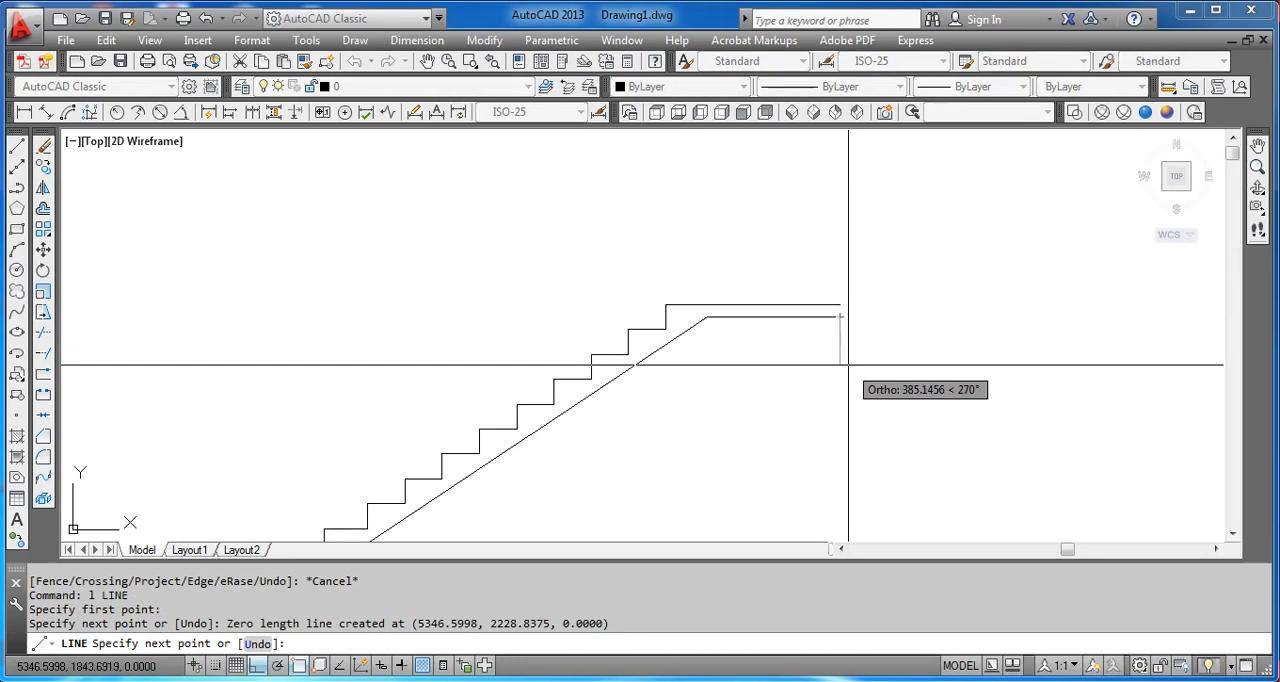 AutoCAD Classic
AutoCAD 2013 Drawing1.dwg
Type a keyword or phrase
Sign In
File Edit View Insert Format Tools Draw Dimension Modify Parametric Window Help Acrobat Markups Adobe PDF Express
Standard ISO-25 Standard Standard
AutoCAD Classic 0 ByLayer ByLayer ByLayer
ISO-25
[−][Top][2D Wireframe]
N
W TOP E
S
WCS
Ortho: 385.1456 < 270°
Y
X
Model Layout1 Layout2
[Fence/Crossing/Project/Edge/eRase/Undo]: *Cancel*
Command: l LINE
Specify first point:
Specify next point or [Undo]: Zero length line created at (5346.5998, 2228.8375, 0.0000)
LINE Specify next point or [Undo]:
5346.5998, 1843.6919, 0.0000 MODEL 1:1